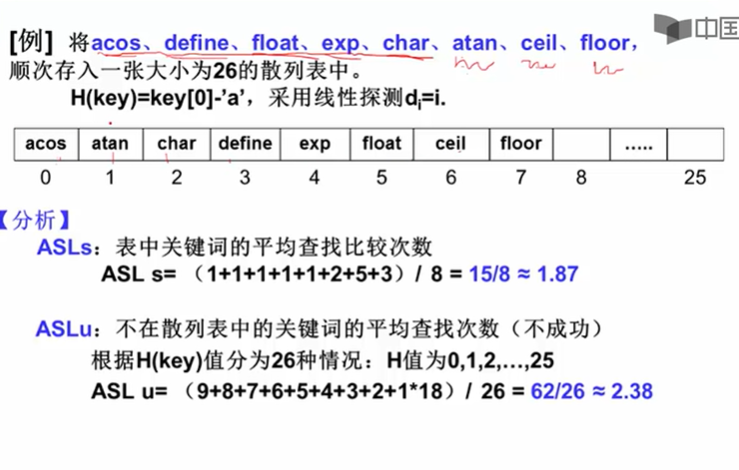 中国
[例] 将acos、define、float、exp、char、atan、ceil、floor，
顺次存入一张大小为26的散列表中。
H(key)=key[0]-’a’，采用线性探测di=i.
acos atan char define exp float ceil floor .....
0 1 2 3 4 5 6 7 8 25
【分析】
ASLs：表中关键词的平均查找比较次数
ASL s= （1+1+1+1+1+2+5+3）/ 8 = 15/8 ≈ 1.87
ASLu：不在散列表中的关键词的平均查找次数（不成功）
根据H(key)值分为26种情况：H值为0,1,2,…,25
ASL u= （9+8+7+6+5+4+3+2+1*18）/ 26 = 62/26 ≈ 2.38